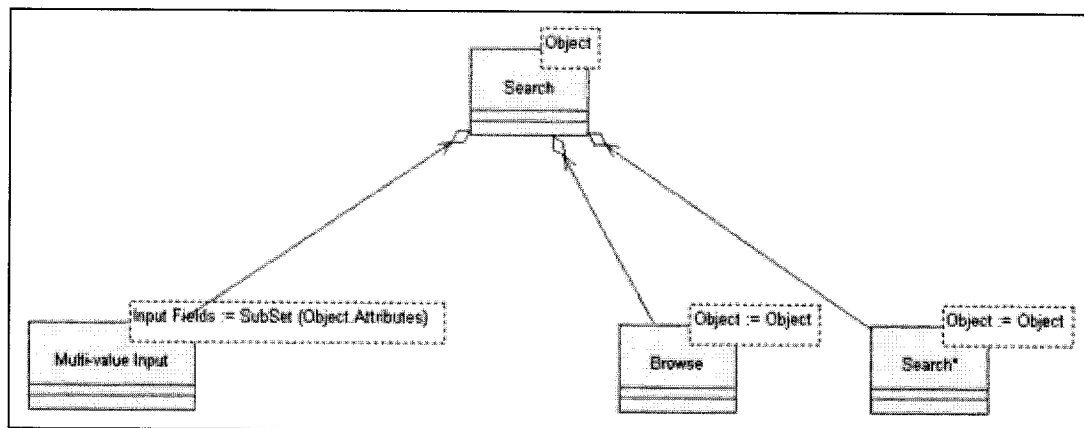 Object
Search
Input Fields := SubSet (Object.Attributes)
Multi-value Input
Object := Object
Browse
Object := Object
Search*